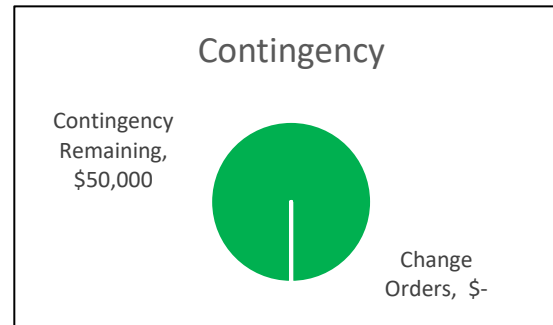 Contingency
Contingency
Remaining,
$50,000
Change
Orders,  $-